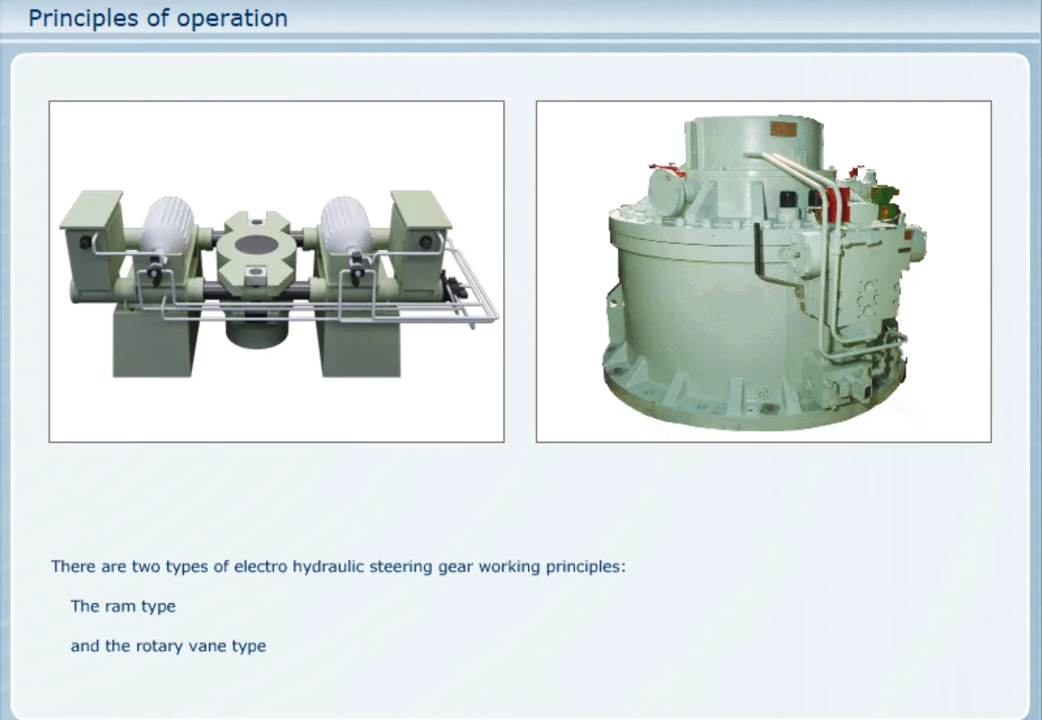 Principles of operation
There are two types of electro hydraulic steering gear working principles:
The ram type
and the rotary vane type